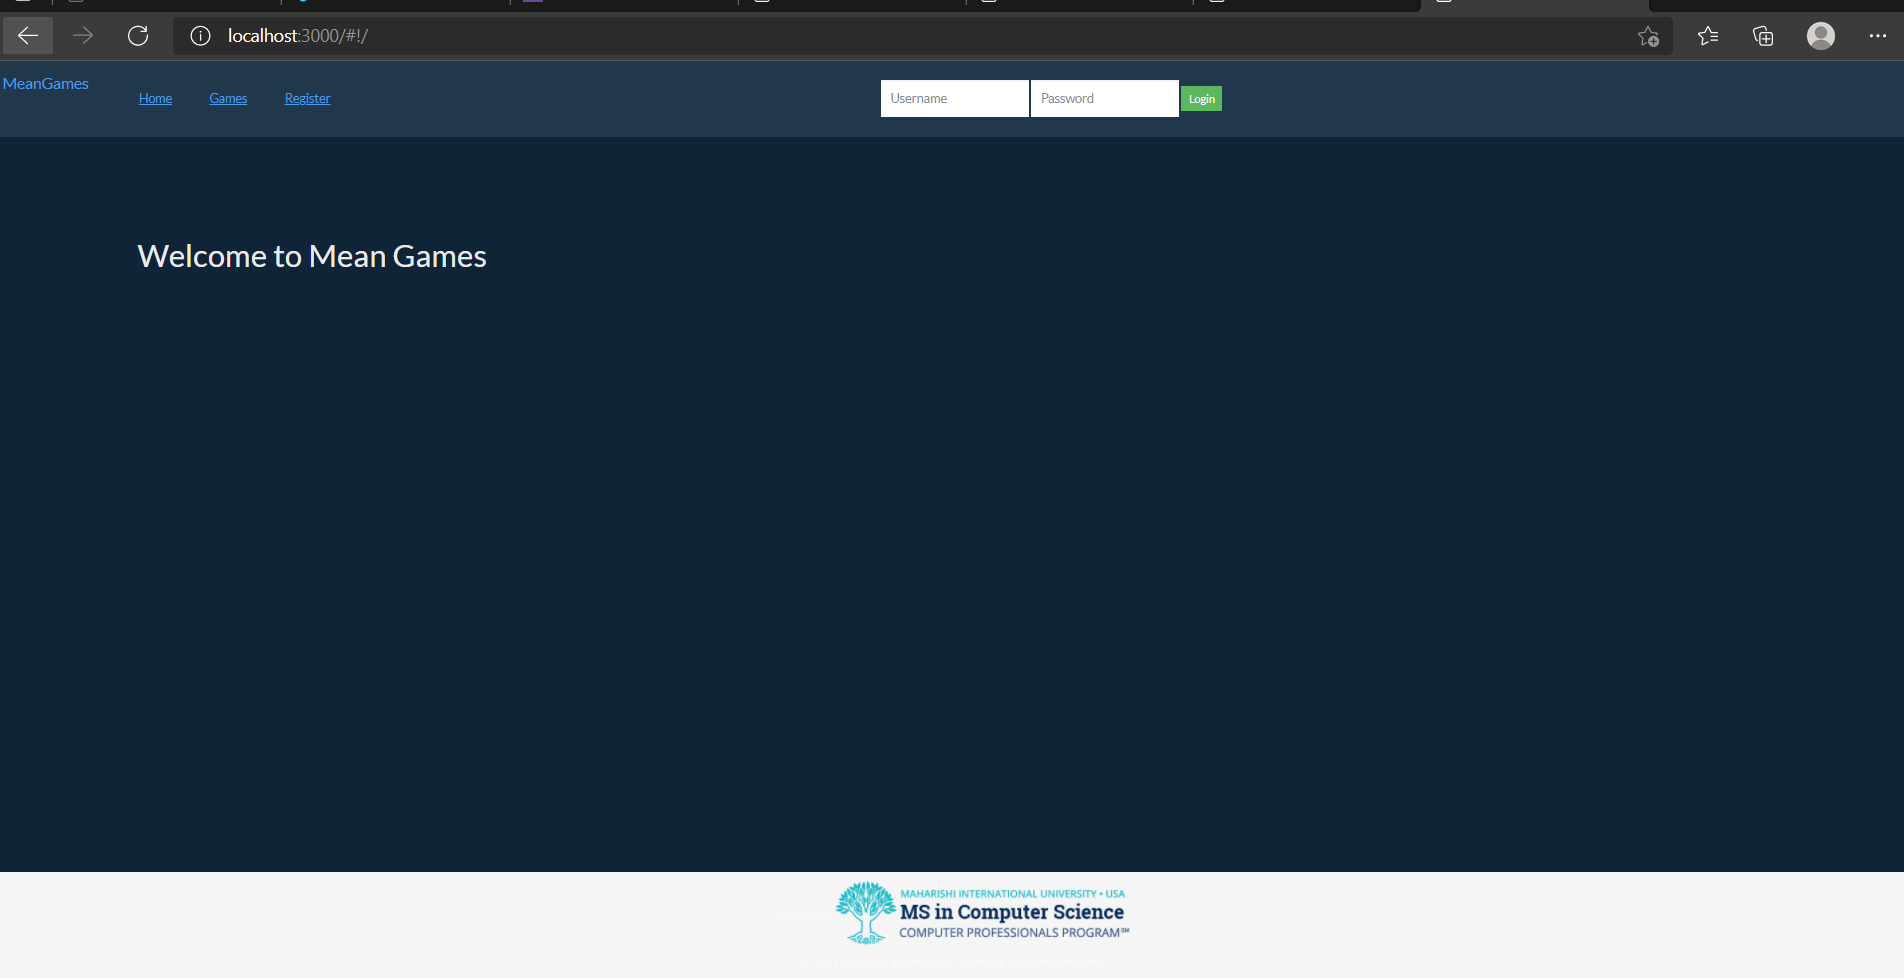 localhost:3000/#!/
MeanGames
Home Games Register
Username Password Login
Welcome to Mean Games
MAHARISHI INTERNATIONAL UNIVERSITY • USA
MS in Computer Science
COMPUTER PROFESSIONALS PROGRAM℠